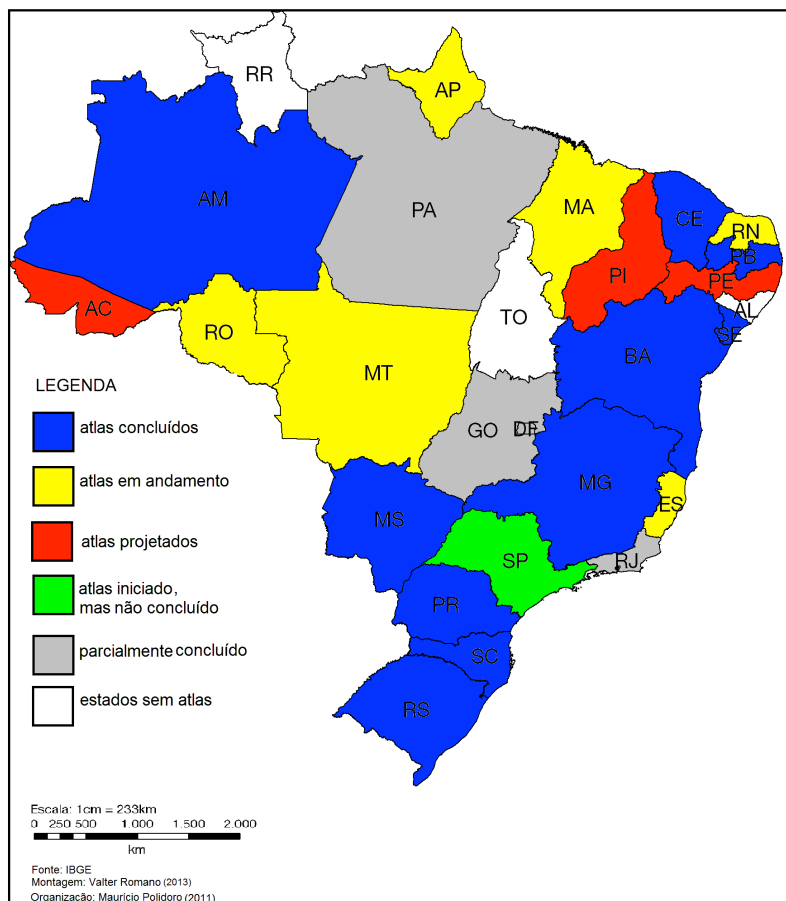 RR
AP
AM
PA
MA
CE
RN
PB
PI
PE
AC
AL
TO
SE
RO
BA
MT
LEGENDA
GO
DF
atlas concluídos
atlas em andamento
MG
ES
MS
atlas projetados
SP
RJ
atlas iniciado,
mas não concluído
PR
parcialmente concluído
SC
estados sem atlas
RS
Escala: 1cm = 233km
0 250 500 1.000 1.500 2.000
km
Fonte: IBGE
Montagem: Valter Romano (2013)
Organização: Maurício Polidoro (2011)